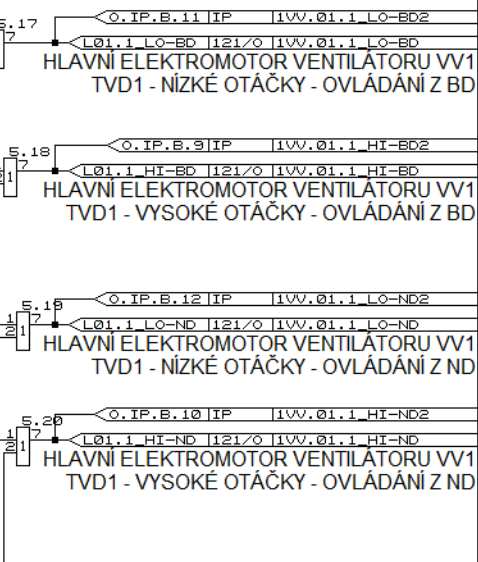 5.17
O.IP.B.11 IP 1VV.01.1_LO-BD2
7
L01.1_LO-BD 121/O 1VV.01.1_LO-BD
HLAVNÍ ELEKTROMOTOR VENTILÁTORU VV1
TVD1 - NÍZKÉ OTÁČKY - OVLÁDÁNÍ Z BD
5.18
O.IP.B.9 IP 1VV.01.1_HI-BD2
7
1
L01.1_HI-BD 121/O 1VV.01.1_HI-BD
HLAVNÍ ELEKTROMOTOR VENTILÁTORU VV1
TVD1 - VYSOKÉ OTÁČKY - OVLÁDÁNÍ Z BD
5.19
O.IP.B.12 IP 1VV.01.1_LO-ND2
1 7
2 1 L01.1_LO-ND 121/O 1VV.01.1_LO-ND
HLAVNÍ ELEKTROMOTOR VENTILÁTORU VV1
TVD1 - NÍZKÉ OTÁČKY - OVLÁDÁNÍ Z ND
5.20
O.IP.B.10 IP 1VV.01.1_HI-ND2
1 7
2 1 L01.1_HI-ND 121/O 1VV.01.1_HI-ND
HLAVNÍ ELEKTROMOTOR VENTILÁTORU VV1
TVD1 - VYSOKÉ OTÁČKY - OVLÁDÁNÍ Z ND